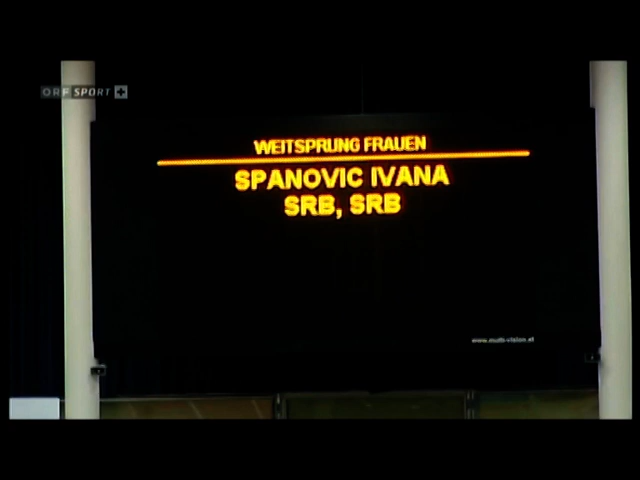 ORF SPORT +
WEITSPRUNG FRAUEN
SPANOVIC IVANA
SRB, SRB